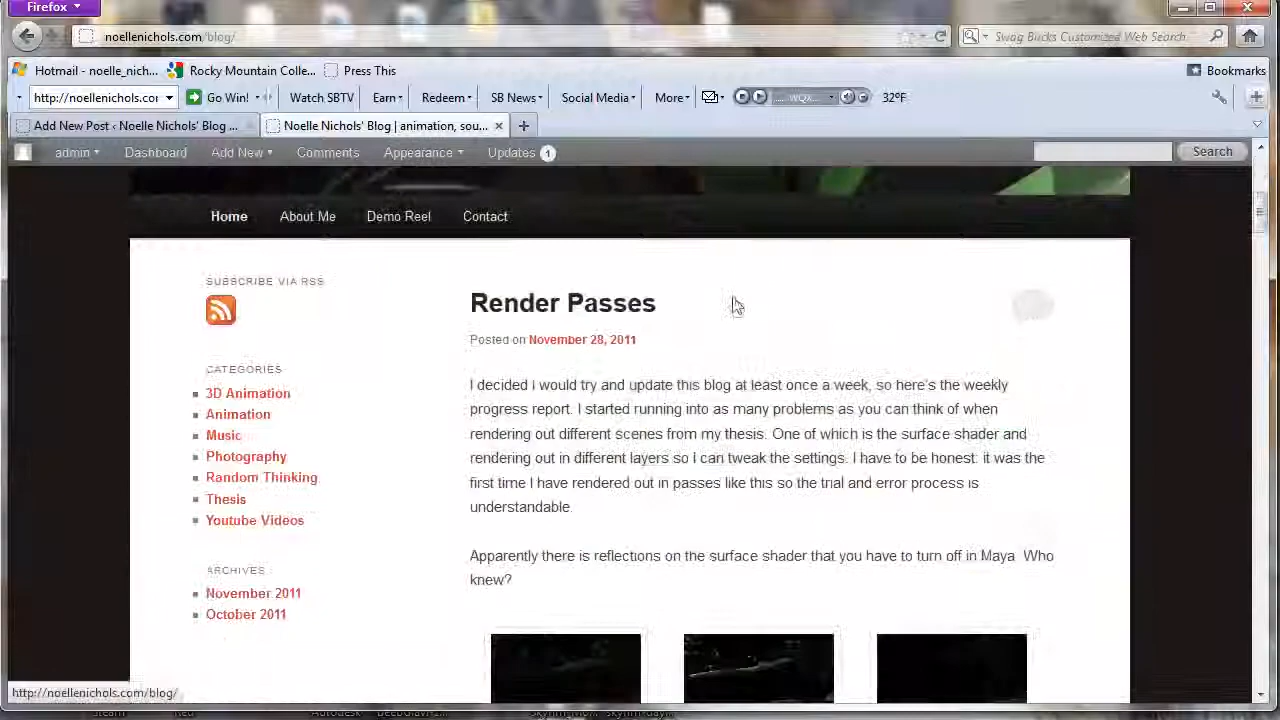 Firefox
noellenichols.com/blog/
Swag Bucks Customized Web Search
Hotmail - noelle_nich...
Rocky Mountain Colle...
Press This
Bookmarks
http://noellenichols.cor
Go Win!
Watch SBTV
Earn
Redeem
SB News
Social Media
More
32°F
Add New Post ‹ Noelle Nichols' Blog ...
Noelle Nichols' Blog | animation, sou...
admin
Dashboard
Add New
Comments
Appearance
Updates 1
Search
Home
About Me
Demo Reel
Contact
SUBSCRIBE VIA RSS
CATEGORIES
3D Animation
Animation
Music
Photography
Random Thinking
Thesis
Youtube Videos
ARCHIVES
November 2011
October 2011
Render Passes
Posted on November 28, 2011
I decided I would try and update this blog at least once a week, so here's the weekly
progress report. I started running into as many problems as you can think of when
rendering out different scenes from my thesis. One of which is the surface shader and
rendering out in different layers so I can tweak the settings. I have to be honest: it was the
first time I have rendered out in passes like this so the trial and error process is
understandable.
Apparently there is reflections on the surface shader that you have to turn off in Maya. Who
knew?
http://noellenichols.com/blog/